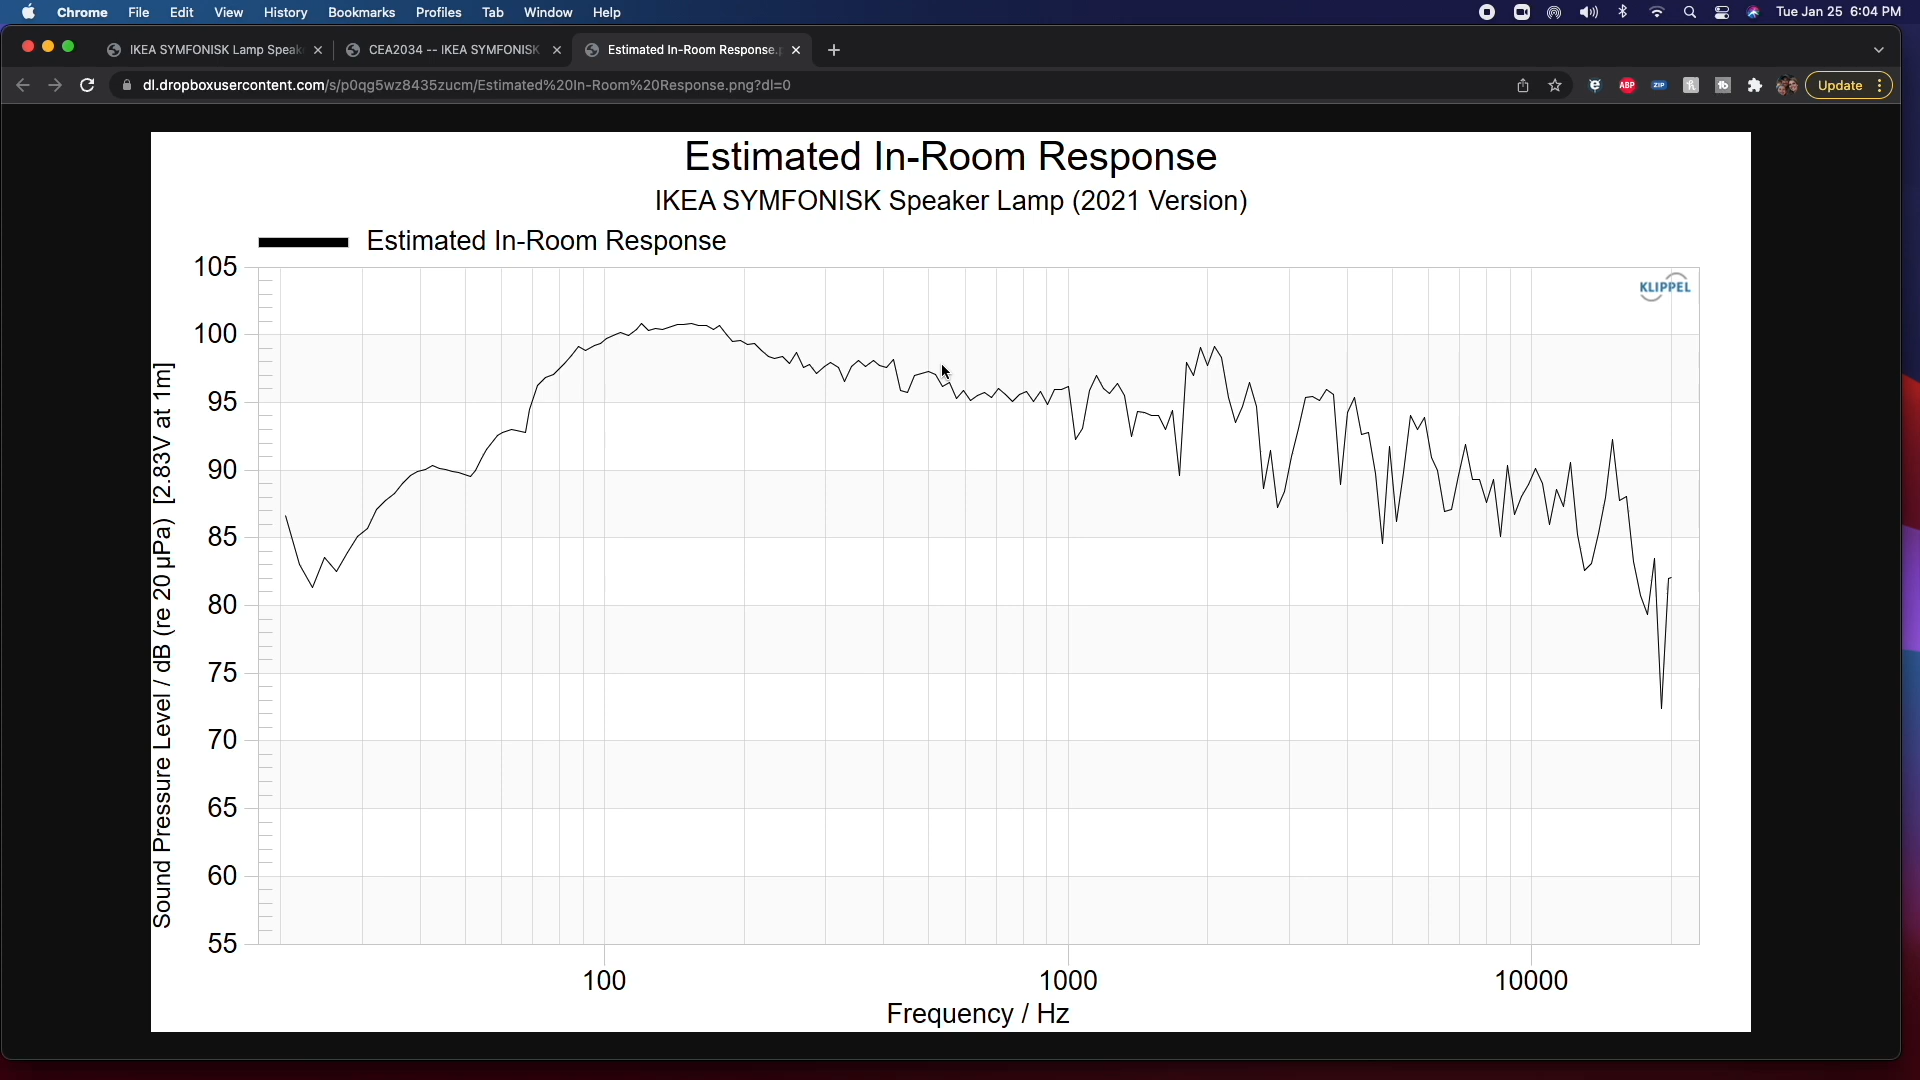 Chrome File Edit View History Bookmarks Profiles Tab Window Help Tue Jan 25 6:04 PM
IKEA SYMFONISK Lamp Speak CEA2034 -- IKEA SYMFONISK Estimated In-Room Response.
dl.dropboxusercontent.com/s/p0qg5wz8435zucm/Estimated%20In-Room%20Response.png?dl=0 ABP ZIP Update
Estimated In-Room Response
IKEA SYMFONISK Speaker Lamp (2021 Version)
Estimated In-Room Response
KLIPPEL
105
100
95
90
85
80
75
70
65
60
55
Sound Pressure Level / dB (re 20 µPa) [2.83V at 1m]
100 1000 10000
Frequency / Hz